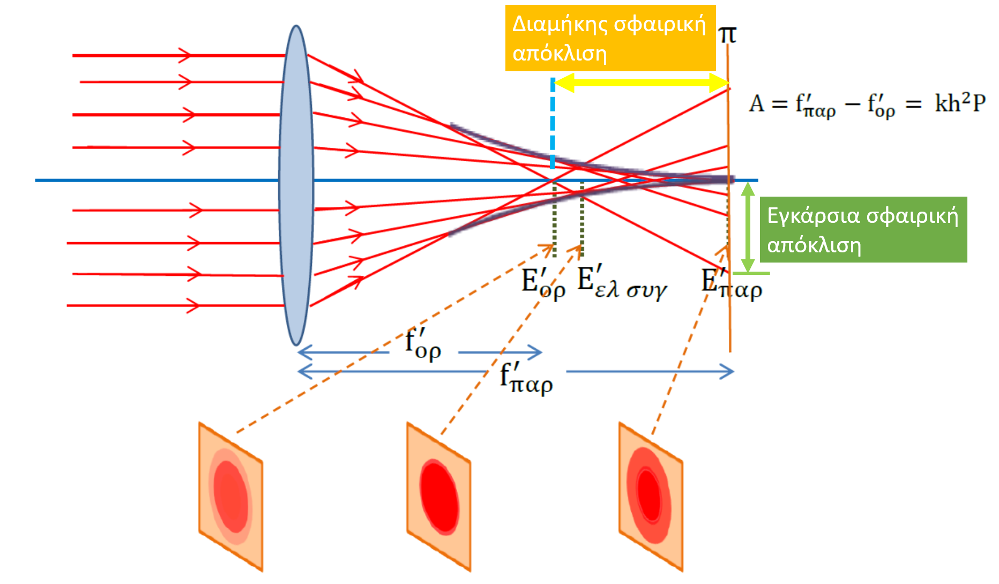 Διαμήκης σφαιρική
απόκλιση
π
A = f′παρ − f′ορ = kh²P
Εγκάρσια σφαιρική
απόκλιση
E′ορ
E′ελ συγ
E′παρ
f′ορ
f′παρ